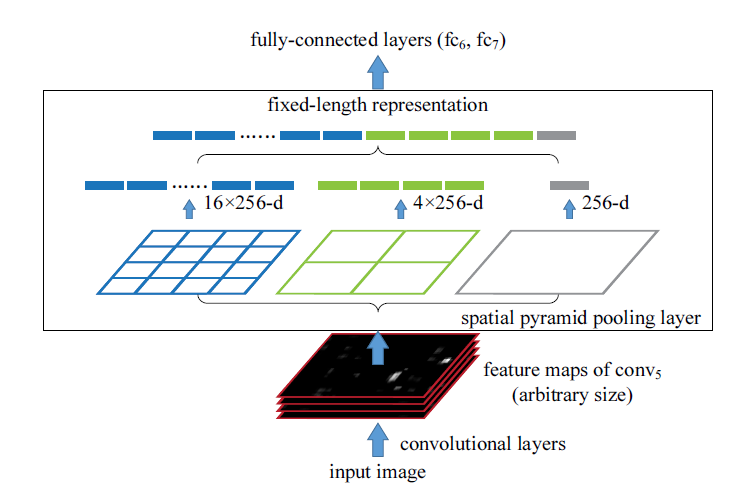 fully-connected layers (fc₆, fc₇)
fixed-length representation
......
......
16×256-d
4×256-d
256-d
spatial pyramid pooling layer
feature maps of conv₅
(arbitrary size)
convolutional layers
input image